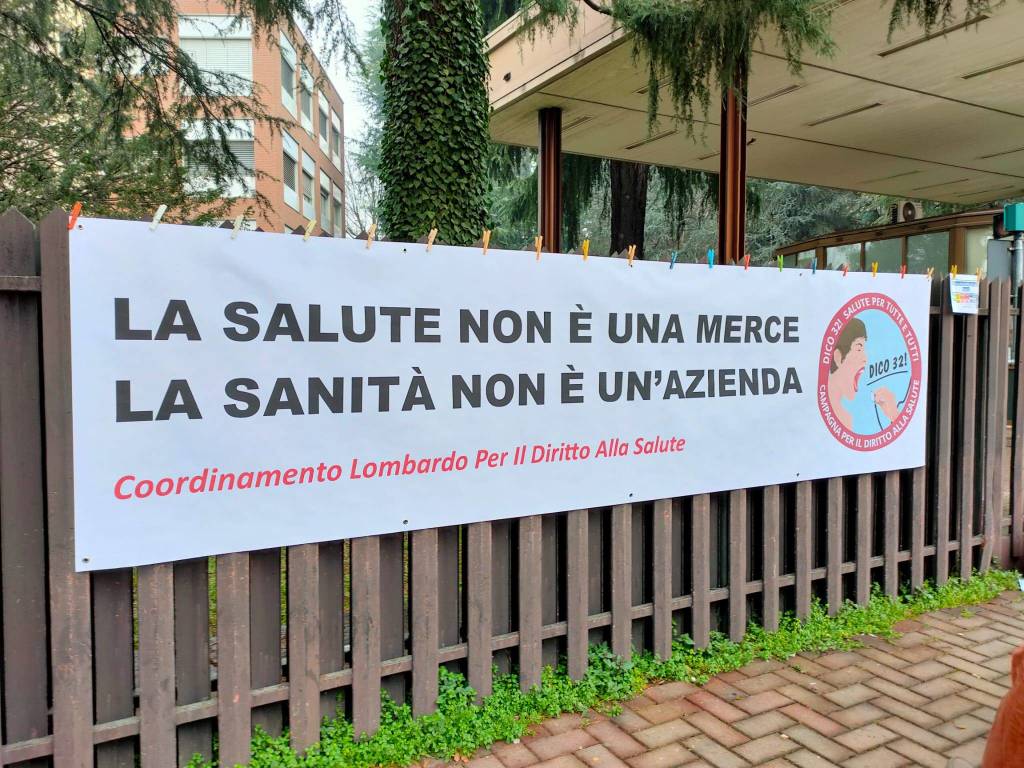 LA SALUTE NON È UNA MERCE
LA SANITÀ NON È UN'AZIENDA
Coordinamento Lombardo Per Il Diritto Alla Salute
DICO 32! SALUTE PER TUTTE E TUTTI
DICO 32!
CAMPAGNA PER IL DIRITTO ALLA SALUTE